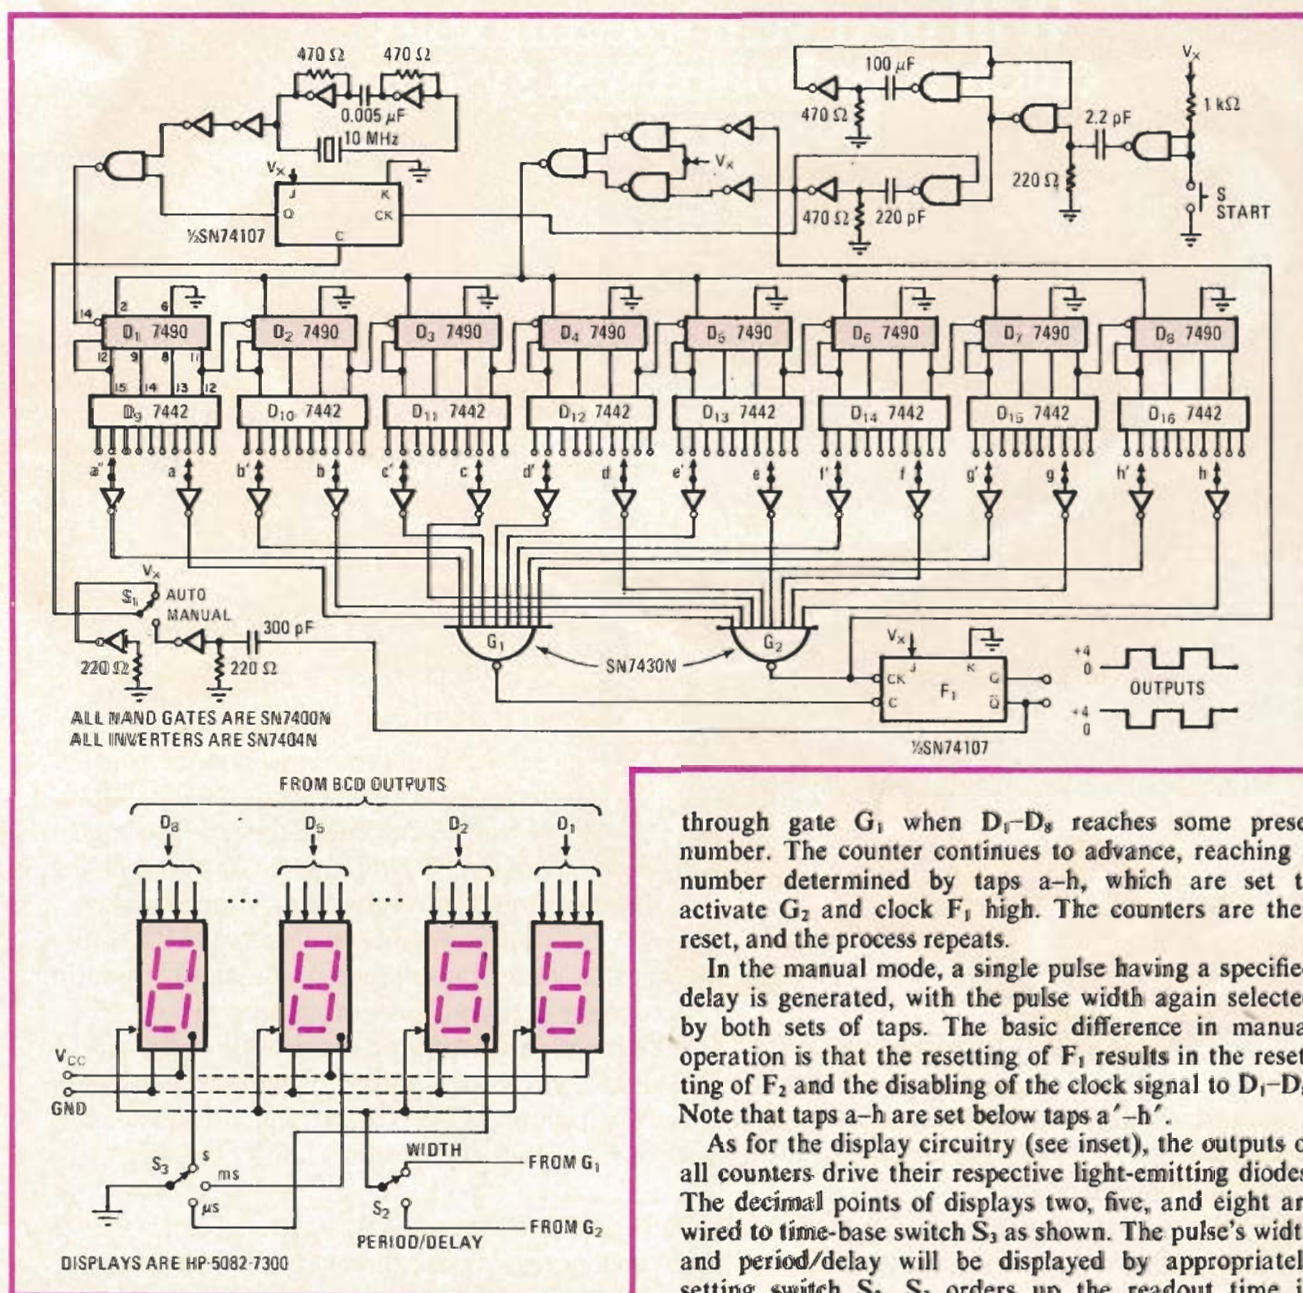 470 Ω 470 Ω
0.005 µF
10 MHz
Vx
J K
Q CK
C
½SN74107
100 µF
470 Ω
2.2 pF
Vx
1 kΩ
Vx
220 Ω
470 Ω 220 pF
S
START
14 2 6
D1 7490 D2 7490 D3 7490 D4 7490 D5 7490 D6 7490 D7 7490 D8 7490
12 9 8 11
15 14 13 12
D9 7442 D10 7442 D11 7442 D12 7442 D13 7442 D14 7442 D15 7442 D16 7442
a' a b' b c' c d' d e' e f' f g' g h' h
Vx
S1 AUTO
MANUAL
300 pF
220 Ω 220 Ω
G1 SN7430N G2
Vx
J K
CK Q
F1
C Q̅
½SN74107
+4
0
OUTPUTS
+4
0
ALL NAND GATES ARE SN7400N
ALL INVERTERS ARE SN7404N
FROM BCD OUTPUTS
D8 D5 D2 D1
... ...
VCC
GND
S3 s
ms
µs
WIDTH
FROM G1
S2
FROM G2
PERIOD/DELAY
DISPLAYS ARE HP-5082-7300
through gate G1 when D1–D8 reaches some prese
number. The counter continues to advance, reaching
number determined by taps a–h, which are set t
activate G2 and clock F1 high. The counters are the
reset, and the process repeats.
In the manual mode, a single pulse having a specifie
delay is generated, with the pulse width again selecte
by both sets of taps. The basic difference in manua
operation is that the resetting of F1 results in the reset-
ting of F2 and the disabling of the clock signal to D1–D
Note that taps a–h are set below taps a′–h′.
As for the display circuitry (see inset), the outputs o
all counters drive their respective light-emitting diodes
The decimal points of displays two, five, and eight ar
wired to time-base switch S3 as shown. The pulse's widt
and period/delay will be displayed by appropriatel
setting switch S2. S3 orders up the readout time i